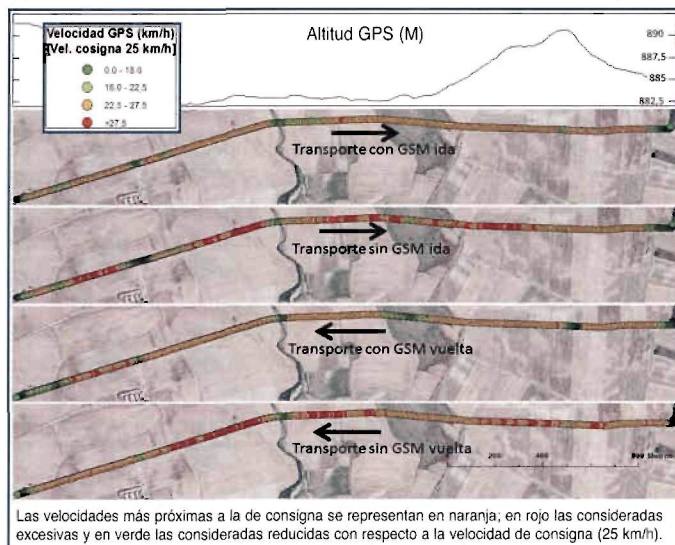 Velocidad GPS (km/h)
[Vel. cosigna 25 km/h]
0,0 - 18,0
18,0 - 22,5
22,5 - 27,5
>27,5
Altitud GPS (M)
890
887,5
885
882,5
Transporte con GSM ida
Transporte sin GSM ida
Transporte con GSM vuelta
Transporte sin GSM vuelta
200
400
Las velocidades más próximas a la de consigna se representan en naranja; en rojo las consideradas
excesivas y en verde las consideradas reducidas con respecto a la velocidad de consigna (25 km/h).